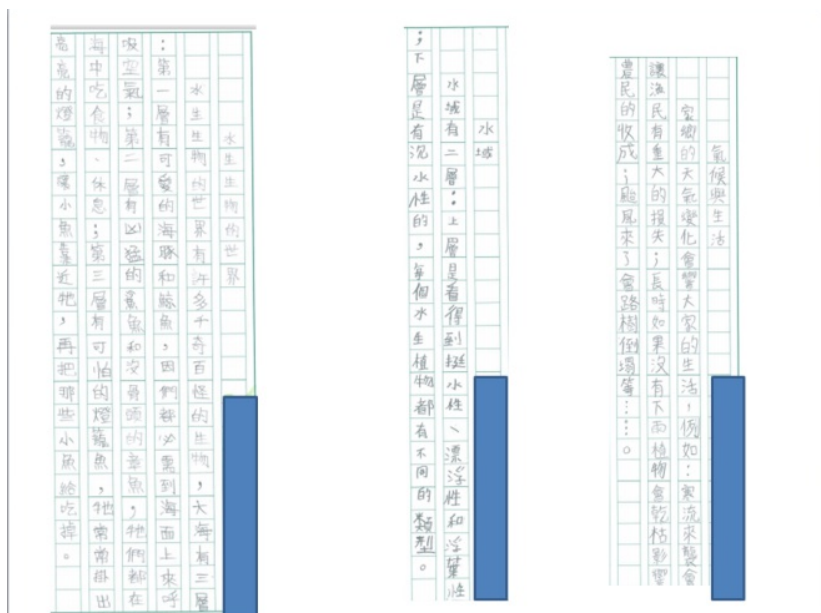 水生生物的世界
水生生物的世界有許多千奇百怪的生物，大海有三層
：第一層有可愛的海豚和鯨魚，因們都必需到海面上來呼
吸空氣；第二層有凶猛的鯊魚和沒骨頭的章魚，牠們都在
海中吃食物、休息；第三層有可怕的燈籠魚，牠常常掛出
亮亮的燈籠，讓小魚靠近牠，再把那些小魚給吃掉。
水域
水域有二層：上層是看得到挺水性、漂浮性和浮葉性
；下層是有沉水性的，每個水生植物都有不同的類型。
氣候與生活
家鄉的天氣變化會響大家的生活，例如：寒流來襲會
讓漁民有重大的損失；長時如果沒有下雨植物會乾枯影響
農民的收成；颱風來了會路樹倒塌等……。